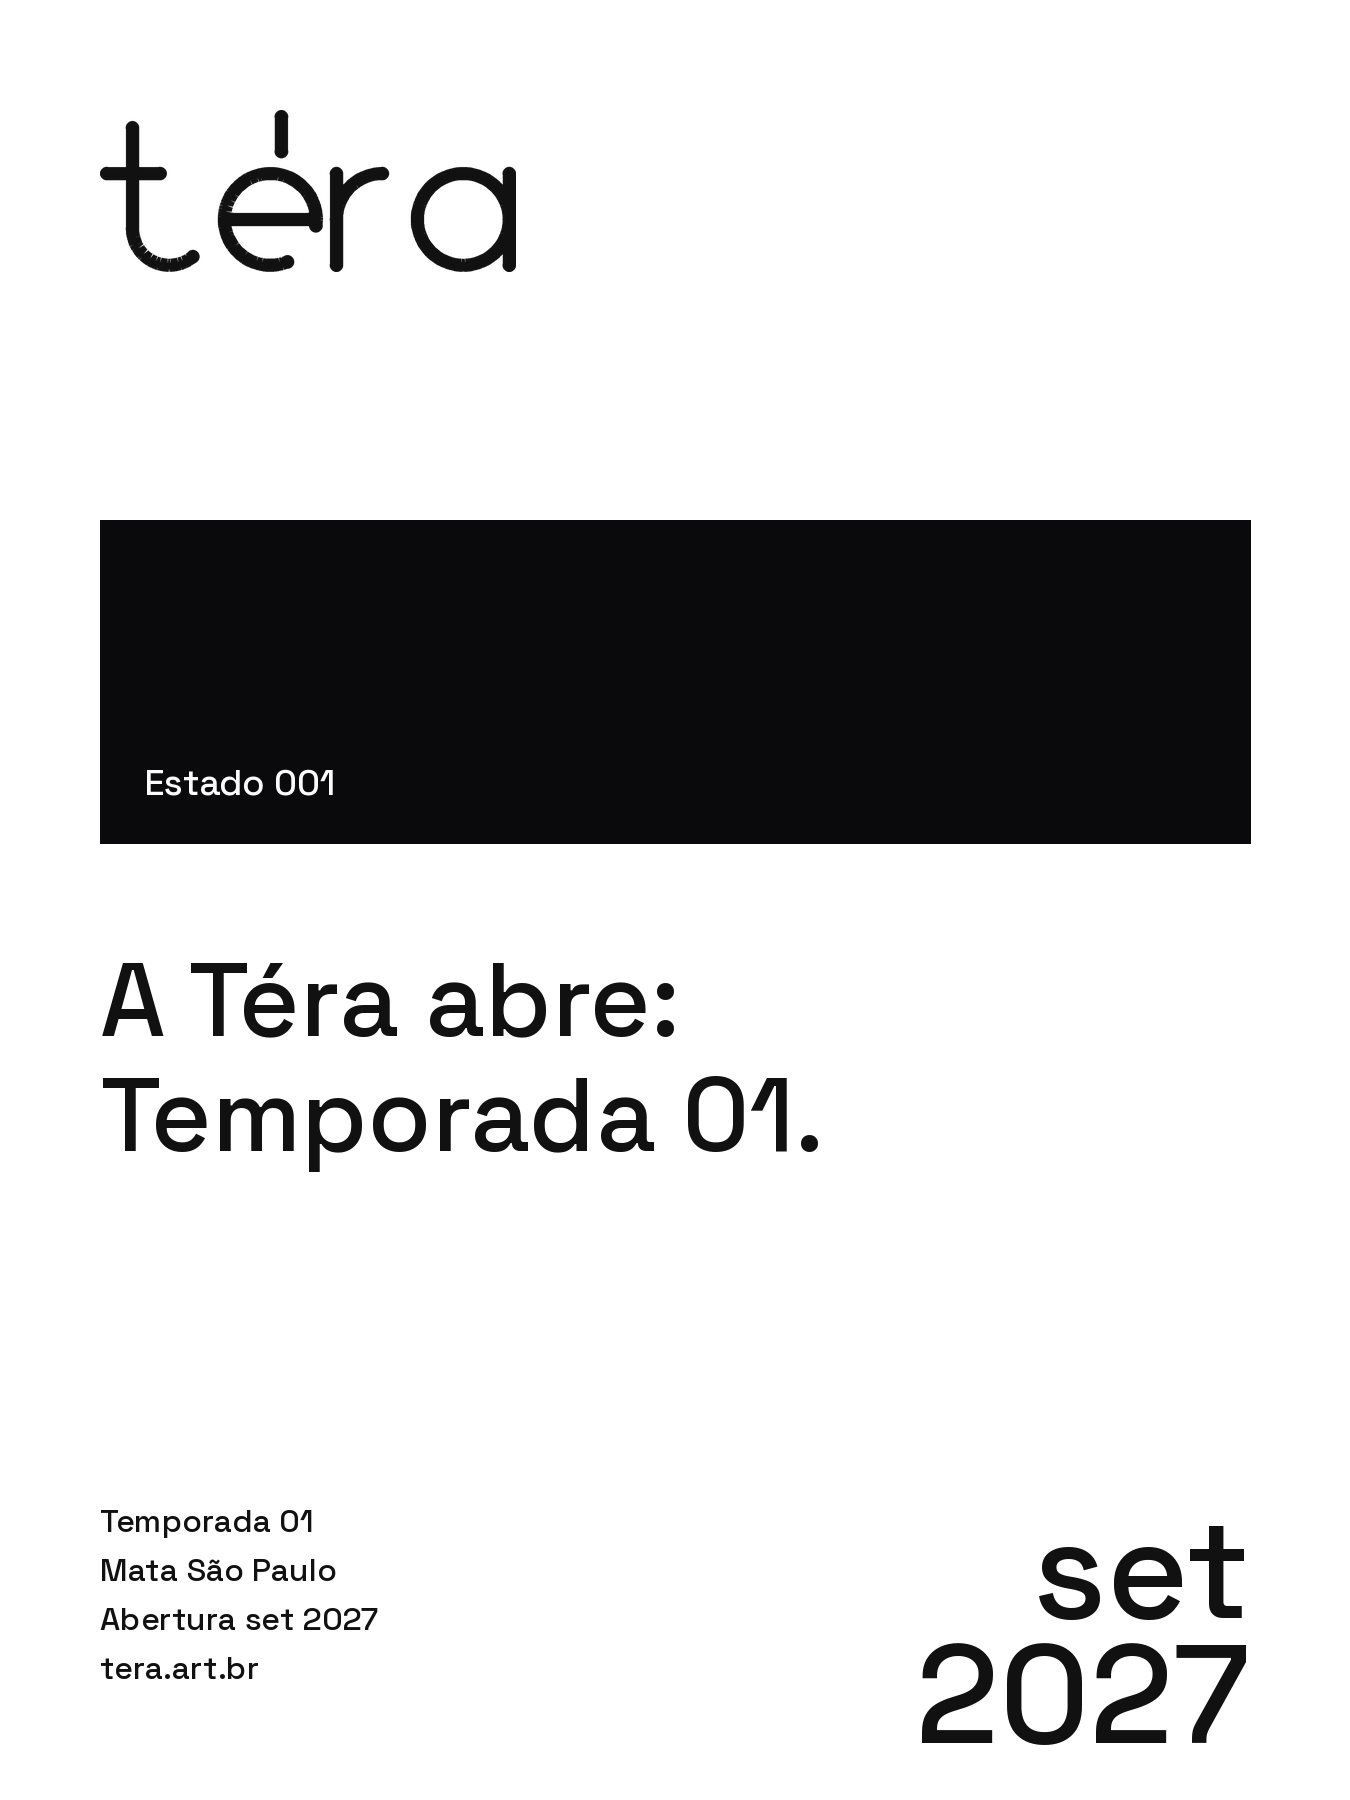 téra
Estado 001
A Téra abre:
Temporada 01.
Temporada 01
Mata São Paulo
Abertura set 2027
tera.art.br
set
2027